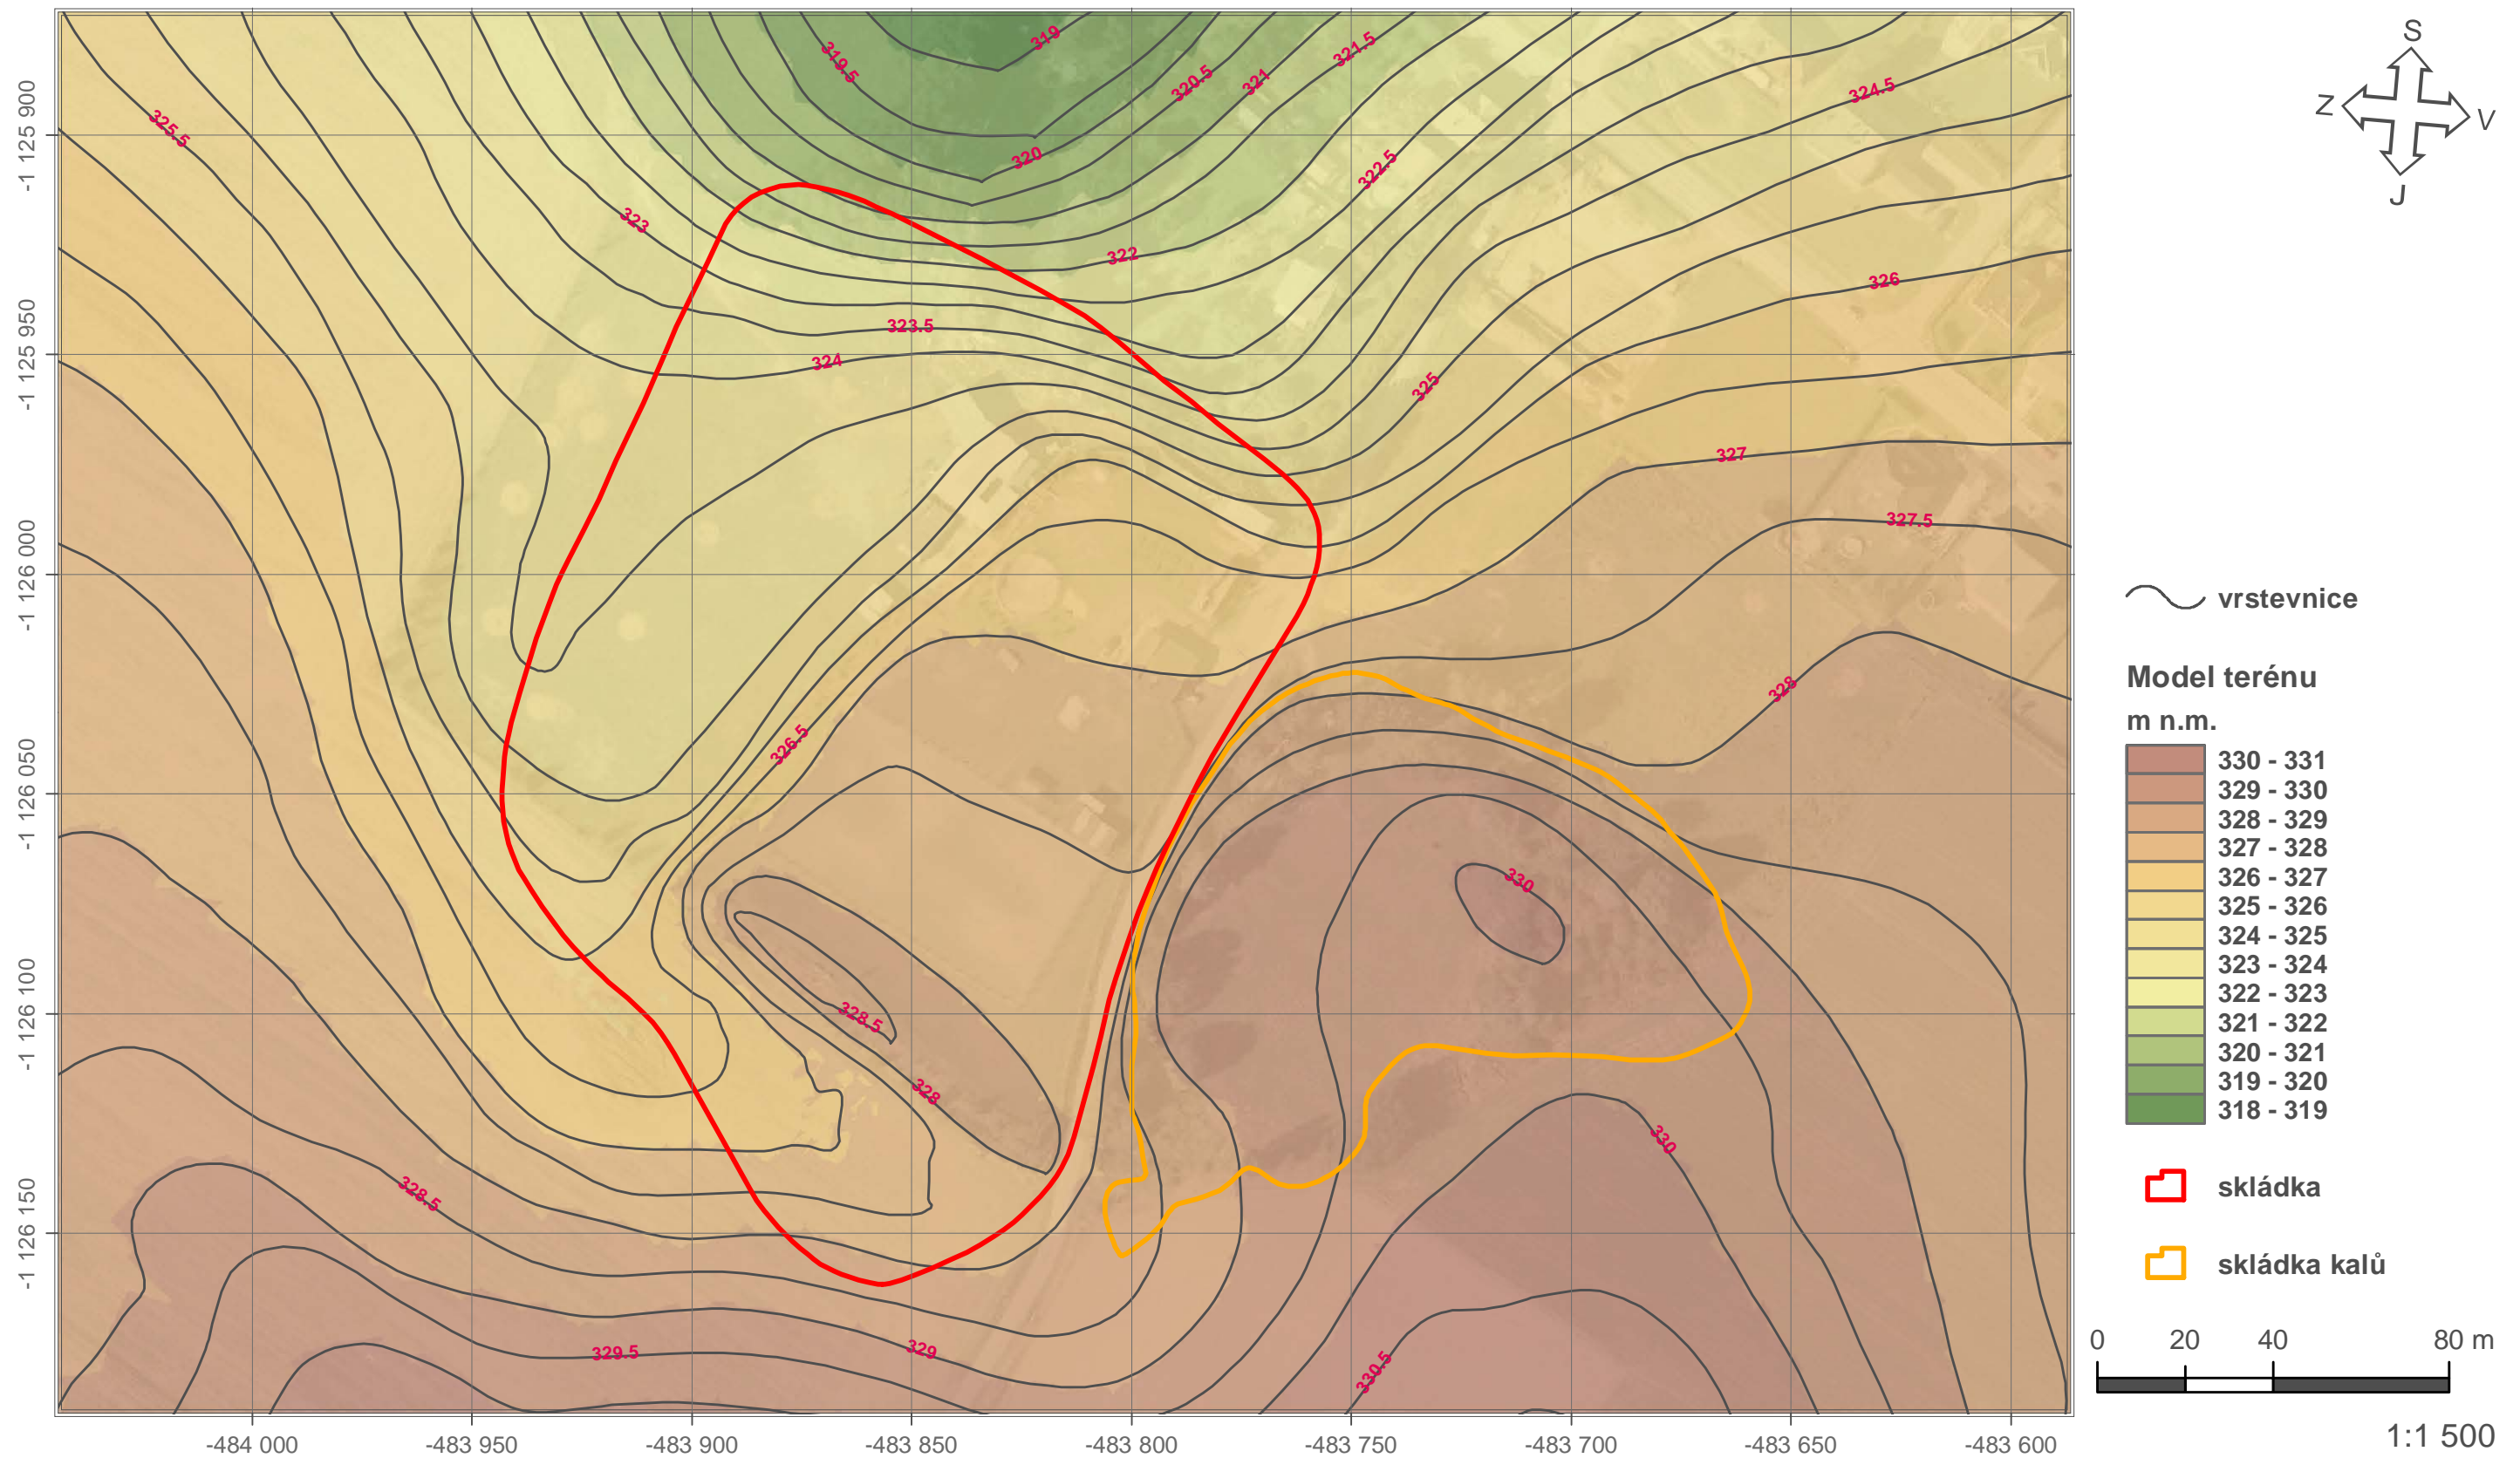 319
319.5
321.5
320.5
321
324.5
325.5
320
322.5
323
322
326
323.5
324
325
327
327.5
328
326.5
330
328.5
328
330
328.5
329.5
329
330.5
-1 125 900
-1 125 950
-1 126 000
-1 126 050
-1 126 100
-1 126 150
-484 000
-483 950
-483 900
-483 850
-483 800
-483 750
-483 700
-483 650
-483 600
S
Z
V
J
vrstevnice
Model terénu
m n.m.
330 - 331
329 - 330
328 - 329
327 - 328
326 - 327
325 - 326
324 - 325
323 - 324
322 - 323
321 - 322
320 - 321
319 - 320
318 - 319
skládka
skládka kalů
0 20 40 80 m
1:1 500